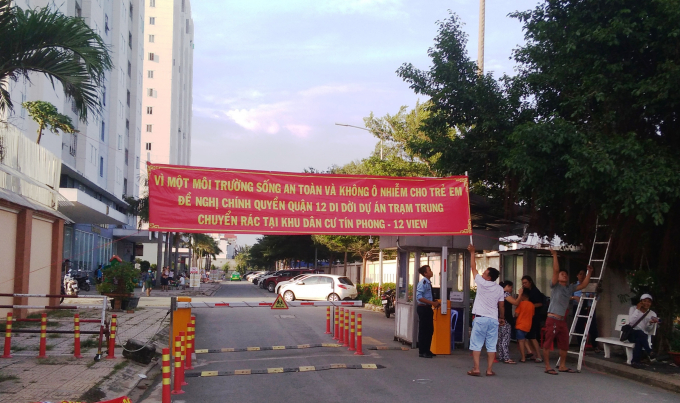 VÌ MỘT MÔI TRƯỜNG SỐNG AN TOÀN VÀ KHÔNG Ô NHIỄM CHO TRẺ EM
ĐỀ NGHỊ CHÍNH QUYỀN QUẬN 12 DI DỜI DỰ ÁN TRẠM TRUNG
CHUYỂN RÁC TẠI KHU DÂN CƯ TÍN PHONG - 12 VIEW